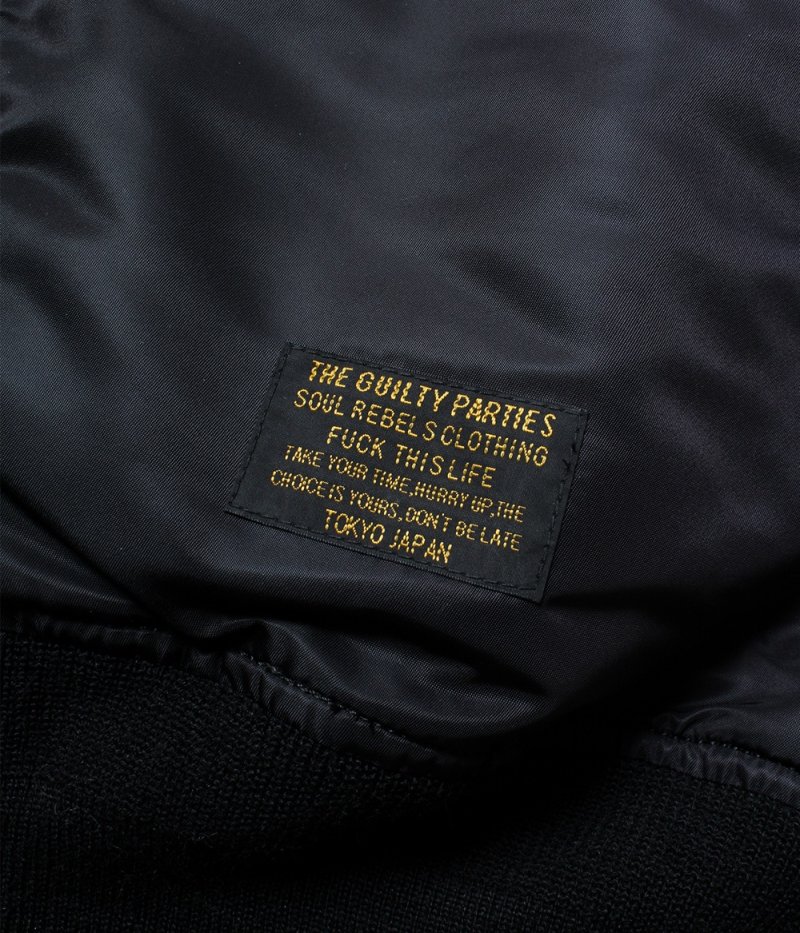 THE GUILTY PARTIES
SOUL REBELS CLOTHING
FUCK THIS LIFE
TAKE YOUR TIME,HURRY UP,THE
CHOICE IS YOURS,DON'T BE LATE
TOKYO JAPAN